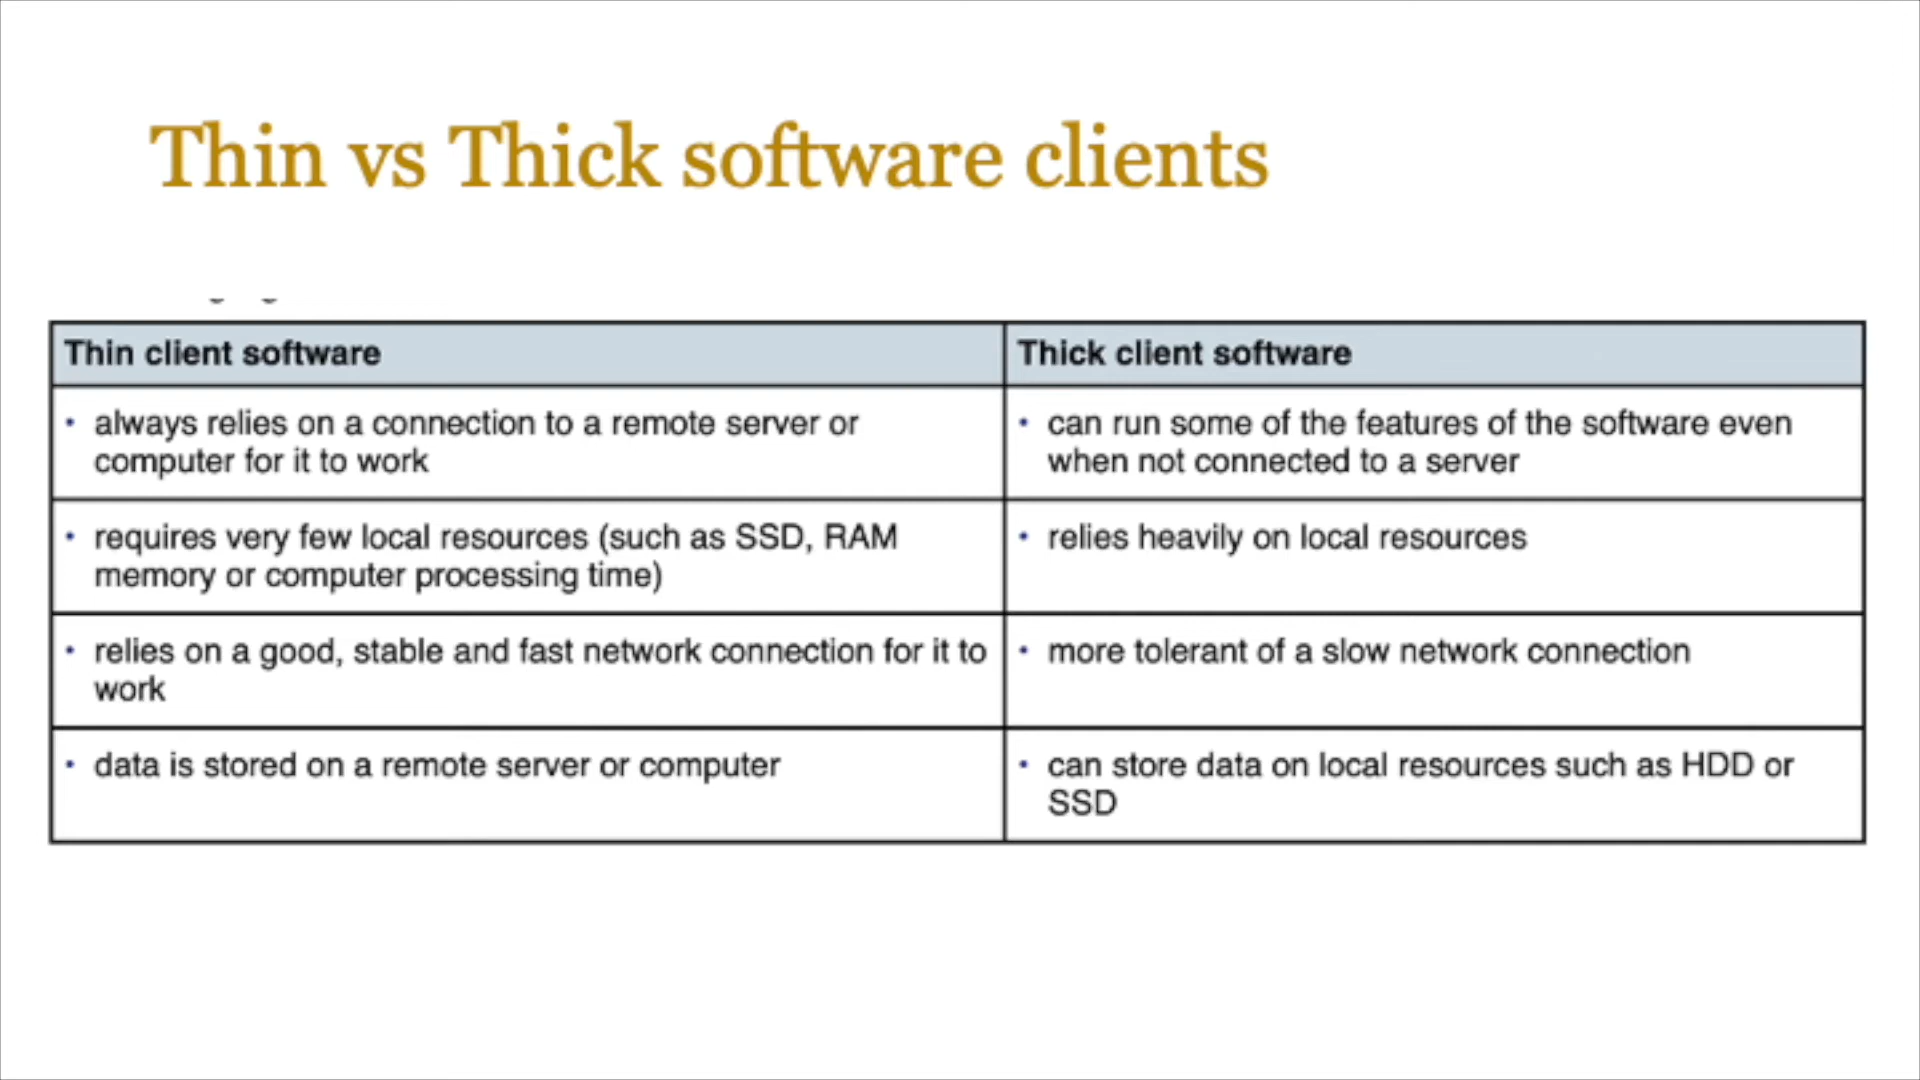 Thin vs Thick software clients
Thin client software
Thick client software
• always relies on a connection to a remote server or
computer for it to work
• can run some of the features of the software even
when not connected to a server
• requires very few local resources (such as SSD, RAM
memory or computer processing time)
• relies heavily on local resources
• relies on a good, stable and fast network connection for it to
work
• more tolerant of a slow network connection
• data is stored on a remote server or computer
• can store data on local resources such as HDD or
SSD